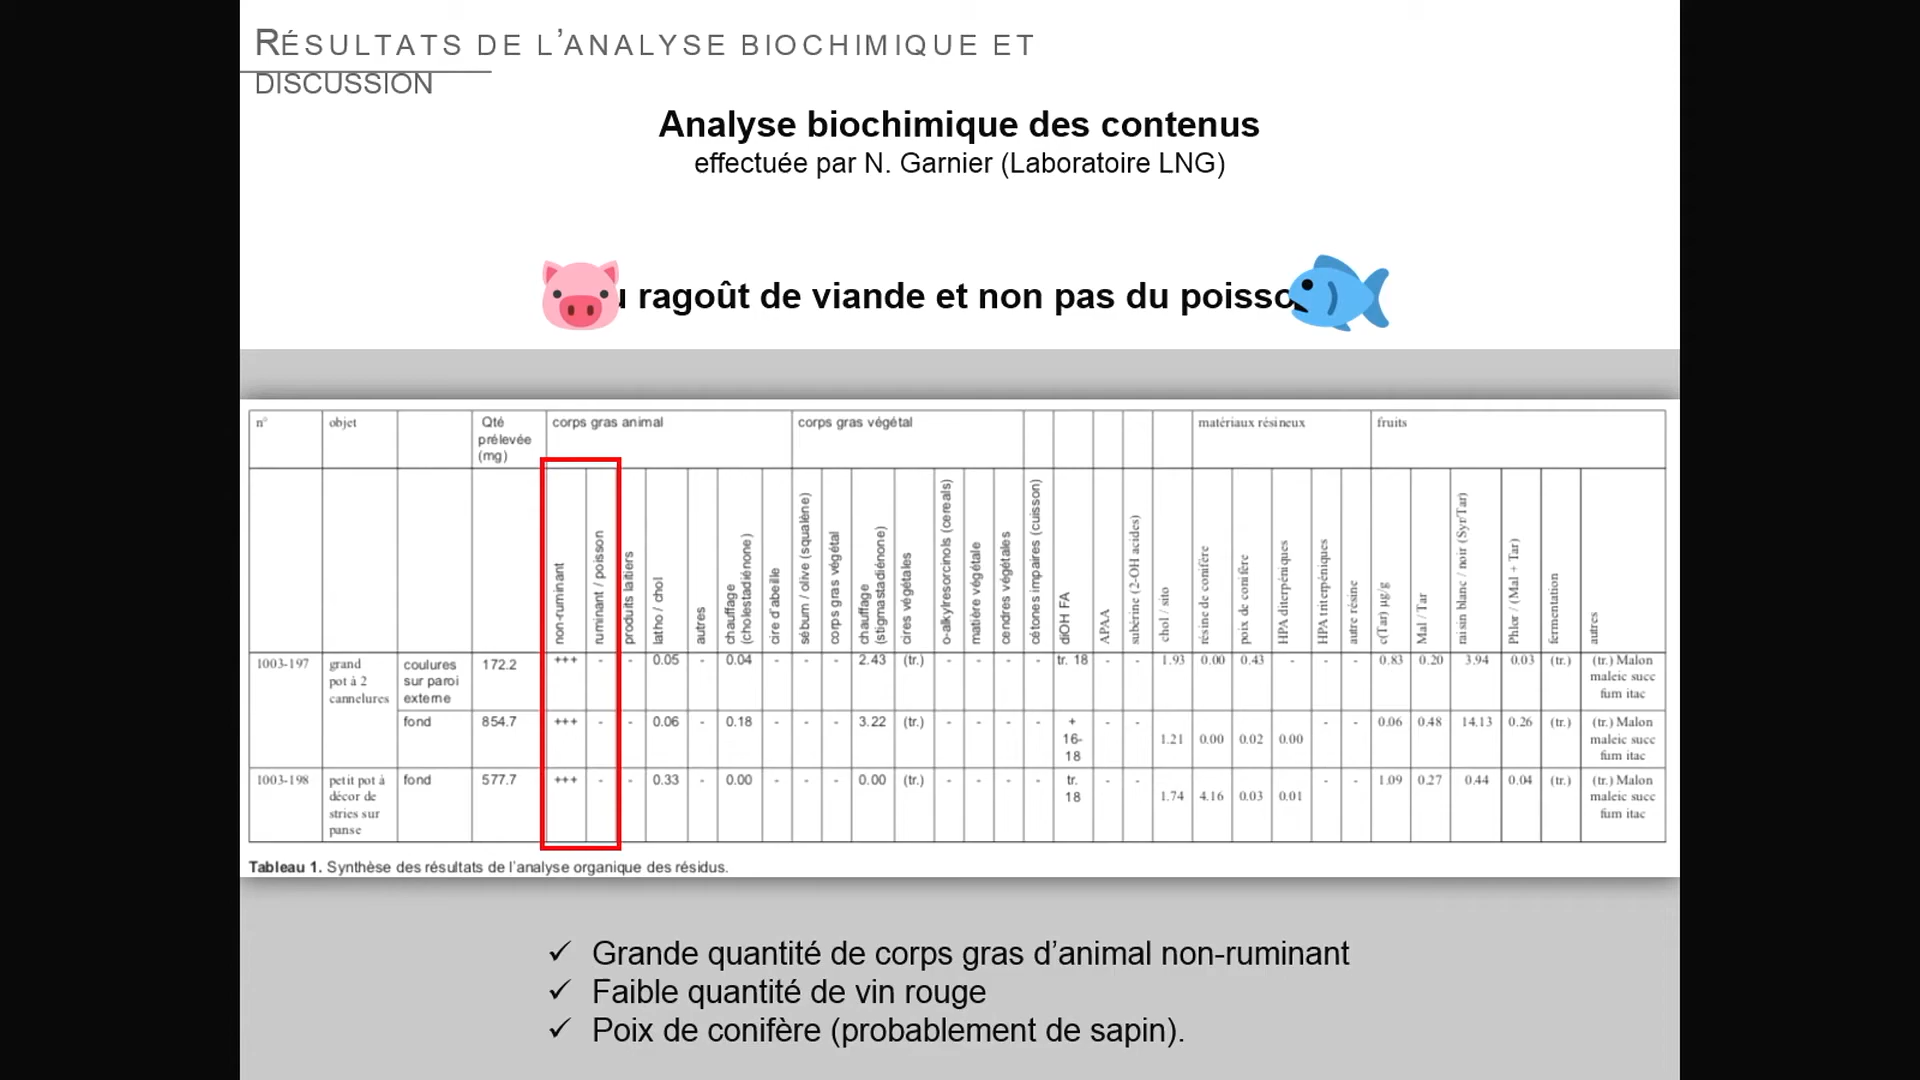 RÉSULTATS DE L’ANALYSE BIOCHIMIQUE ET
DISCUSSION
Analyse biochimique des contenus
effectuée par N. Garnier (Laboratoire LNG)
ragoût de viande et non pas du
n° objet Qté prélevée (mg) corps gras animal corps gras végétal matériaux résineux fruits
non-ruminant
ruminant / poisson
produits laitiers
latho / chol
autres
chauffage (cholestadiénone)
cire d'abeille
sébum / olive (squalène)
corps gras végétal
chauffage (stigmastadiénone)
cires végétales
o-alkylresorcinols (cereals)
matière végétale
cendres végétales
cétones impaires (cuisson)
diOH FA
APAA
subérine (2-OH acides)
chol / sito
résine de conifère
poix de conifère
HPA diterpéniques
HPA triterpéniques
autre résine
c(Tar) µg/g
Mal / Tar
raisin blanc / noir (Syr/Tar)
Phlor / (Mal + Tar)
fermentation
autres
1003-197 grand pot à 2 cannelures coulures sur paroi externe 172.2 +++ - - 0.05 - 0.04 - - - 2.43 (tr.) - - - - tr. 18 - - 1.93 0.00 0.43 - - - 0.83 0.20 3.94 0.03 (tr.) (tr.) Malon maleic succ fum itac
fond 854.7 +++ - - 0.06 - 0.18 - - - 3.22 (tr.) - - - - + 16-18 - - 1.21 0.00 0.02 0.00 - - 0.06 0.48 14.13 0.26 (tr.) (tr.) Malon maleic succ fum itac
1003-198 petit pot à décor de stries sur panse fond 577.7 +++ - - 0.33 - 0.00 - - - 0.00 (tr.) - - - - tr. 18 - - 1.74 4.16 0.03 0.01 - - 1.09 0.27 0.44 0.04 (tr.) (tr.) Malon maleic succ fum itac
Tableau 1. Synthèse des résultats de l'analyse organique des résidus.
✓ Grande quantité de corps gras d’animal non-ruminant
✓ Faible quantité de vin rouge
✓ Poix de conifère (probablement de sapin).